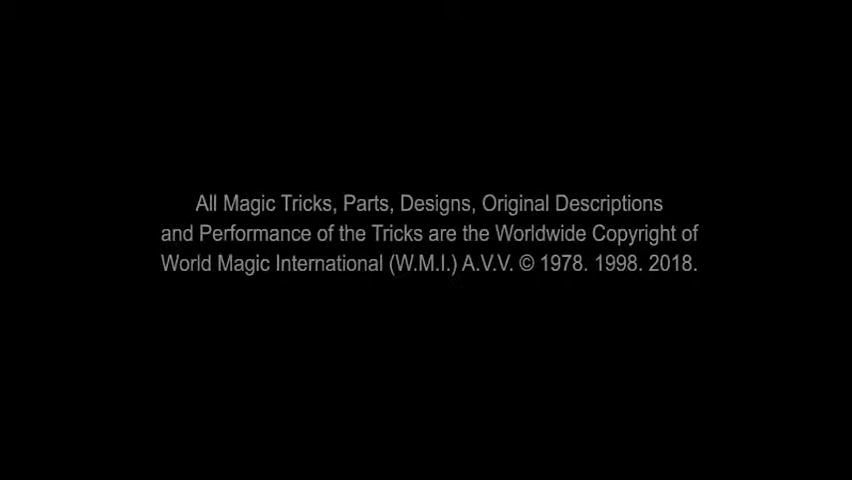 All Magic Tricks, Parts, Designs, Original Descriptions
and Performance of the Tricks are the Worldwide Copyright of
World Magic International (W.M.I.) A.V.V. © 1978. 1998. 2018.